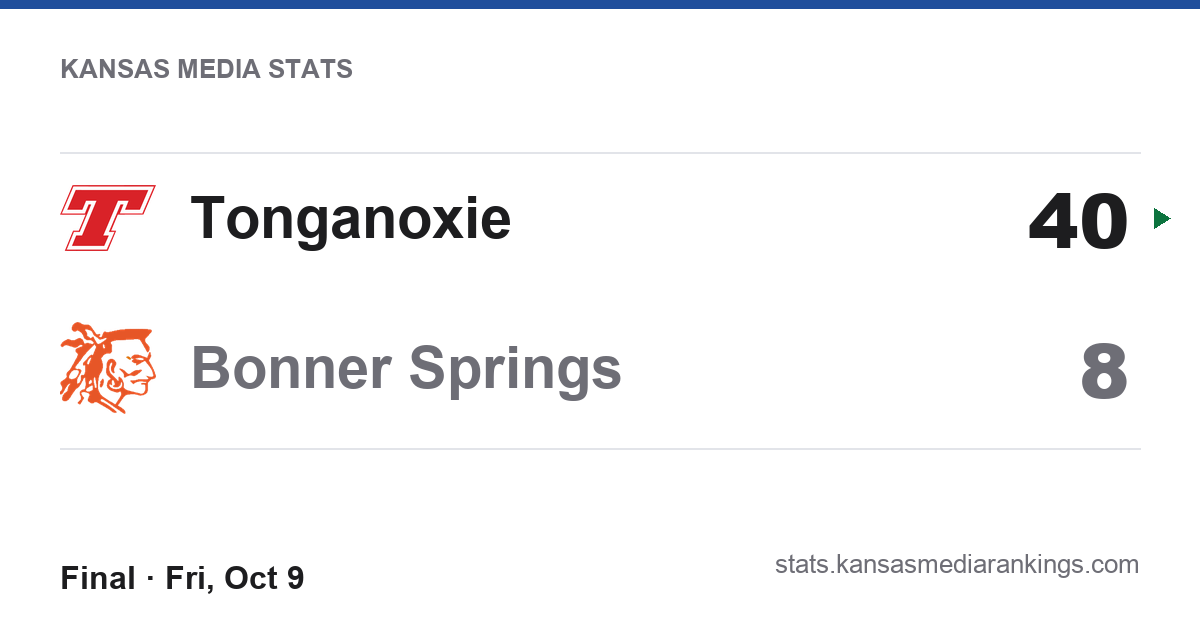 KANSAS MEDIA STATS
T
Tonganoxie 40
Bonner Springs 8
Final · Fri, Oct 9
stats.kansasmediarankings.com